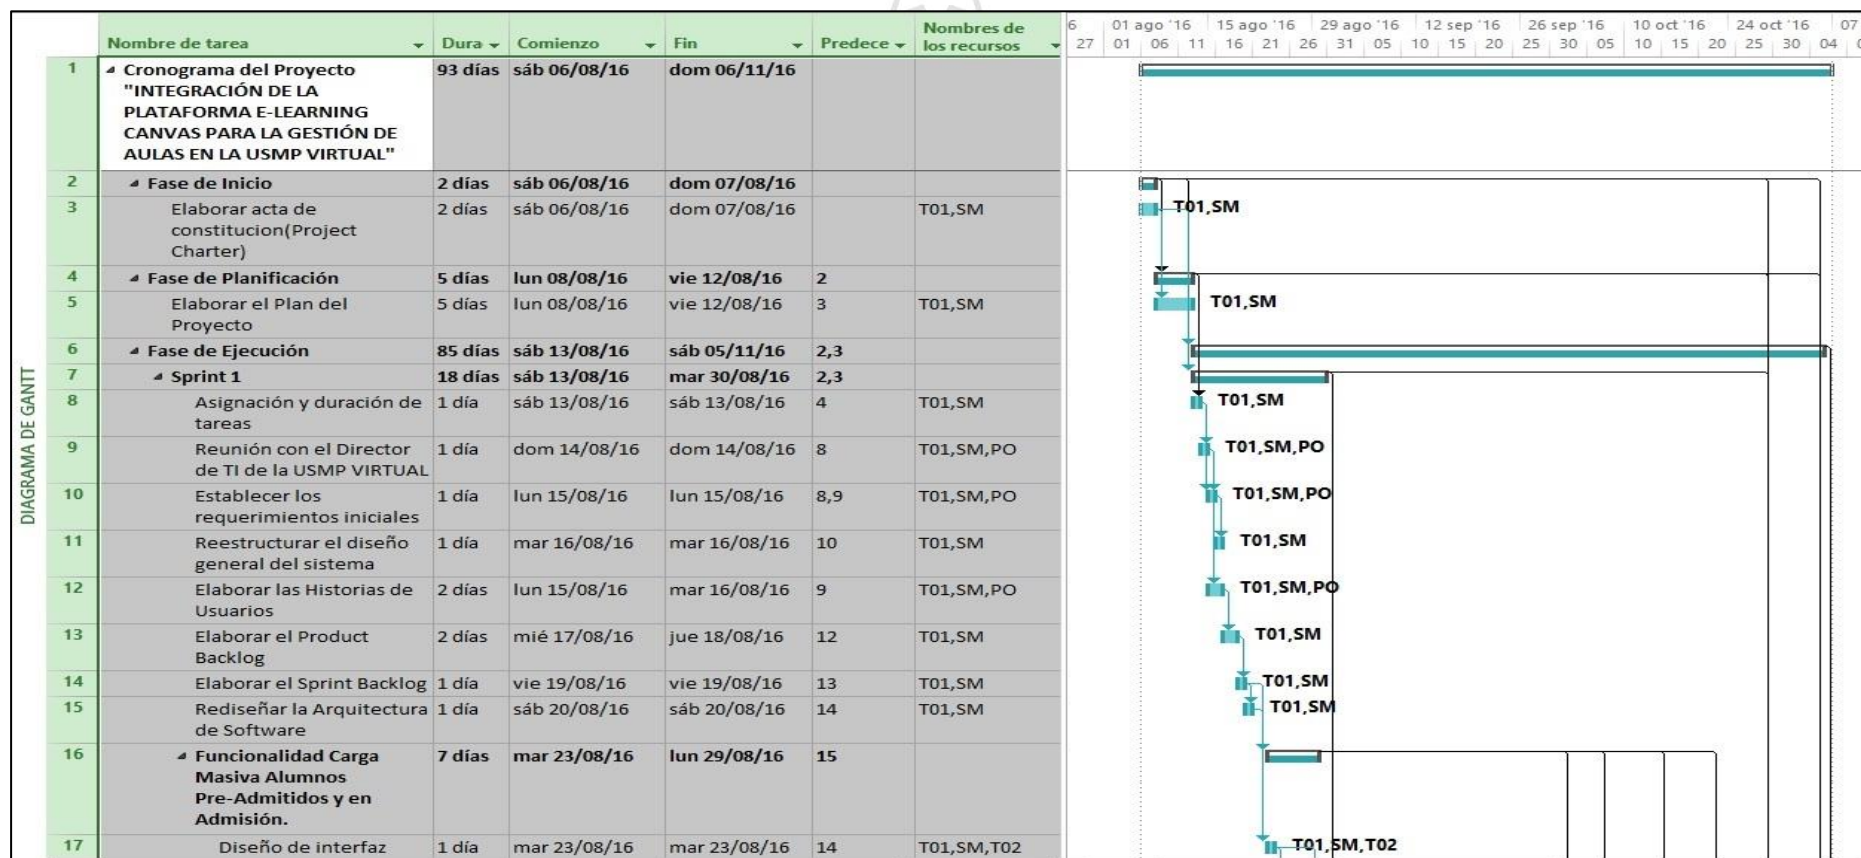 Nombres de
6 01 ago '16 15 ago '16 29 ago '16 12 sep '16 26 sep '16 10 oct '16 24 oct '16 07
Nombre de tarea Dura Comienzo Fin Predece los recursos 27 01 06 11 16 21 26 31 05 10 15 20 25 30 05 10 15 20 25 30 04
DIAGRAMA DE GANTT
1 Cronograma del Proyecto 93 días sáb 06/08/16 dom 06/11/16
"INTEGRACIÓN DE LA
PLATAFORMA E-LEARNING
CANVAS PARA LA GESTIÓN DE
AULAS EN LA USMP VIRTUAL"
2 Fase de Inicio 2 días sáb 06/08/16 dom 07/08/16
3 Elaborar acta de 2 días sáb 06/08/16 dom 07/08/16 T01,SM T01,SM
constitucion(Project
Charter)
4 Fase de Planificación 5 días lun 08/08/16 vie 12/08/16 2
5 Elaborar el Plan del 5 días lun 08/08/16 vie 12/08/16 3 T01,SM T01,SM
Proyecto
6 Fase de Ejecución 85 días sáb 13/08/16 sáb 05/11/16 2,3
7 Sprint 1 18 días sáb 13/08/16 mar 30/08/16 2,3
8 Asignación y duración de 1 día sáb 13/08/16 sáb 13/08/16 4 T01,SM T01,SM
tareas
9 Reunión con el Director 1 día dom 14/08/16 dom 14/08/16 8 T01,SM,PO T01,SM,PO
de TI de la USMP VIRTUAL
10 Establecer los 1 día lun 15/08/16 lun 15/08/16 8,9 T01,SM,PO T01,SM,PO
requerimientos iniciales
11 Reestructurar el diseño 1 día mar 16/08/16 mar 16/08/16 10 T01,SM T01,SM
general del sistema
12 Elaborar las Historias de 2 días lun 15/08/16 mar 16/08/16 9 T01,SM,PO T01,SM,PO
Usuarios
13 Elaborar el Product 2 días mié 17/08/16 jue 18/08/16 12 T01,SM T01,SM
Backlog
14 Elaborar el Sprint Backlog 1 día vie 19/08/16 vie 19/08/16 13 T01,SM T01,SM
15 Rediseñar la Arquitectura 1 día sáb 20/08/16 sáb 20/08/16 14 T01,SM T01,SM
de Software
16 Funcionalidad Carga 7 días mar 23/08/16 lun 29/08/16 15
Masiva Alumnos
Pre-Admitidos y en
Admisión.
17 Diseño de interfaz 1 día mar 23/08/16 mar 23/08/16 14 T01,SM,T02 T01,SM,T02